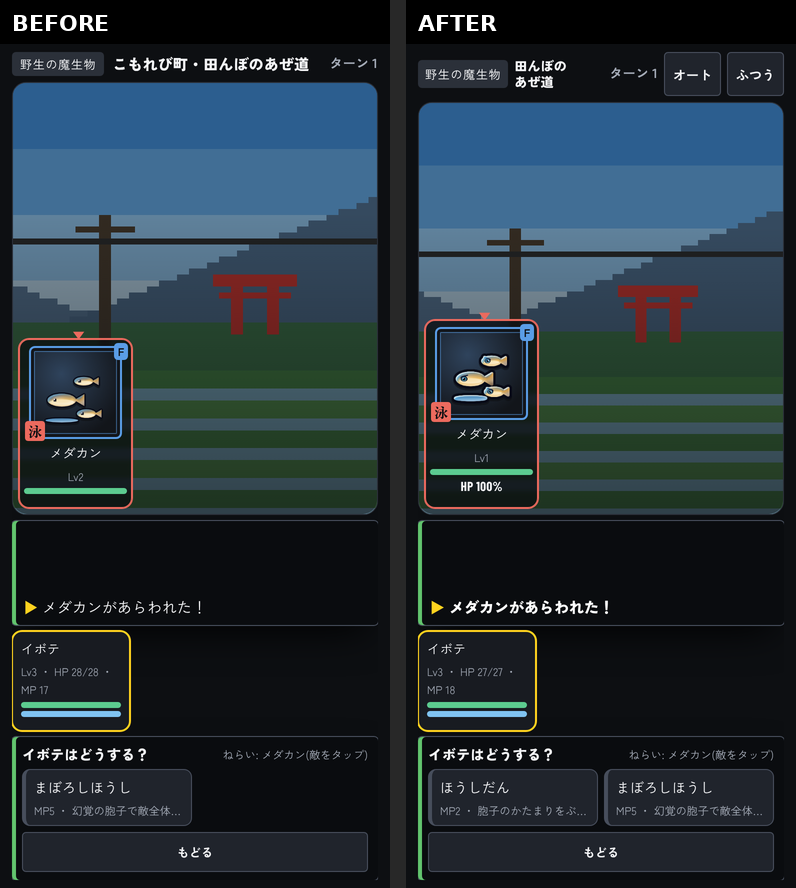 BEFORE
野生の魔生物 こもれび町・田んぼのあぜ道 ターン 1
F
泳
メダカン
Lv2
▶ メダカンがあらわれた！
イボテ
Lv3 ・ HP 28/28 ・
MP 17
イボテはどうする？ ねらい: メダカン(敵をタップ)
まぼろしほうし
MP5 ・ 幻覚の胞子で敵全体…
もどる
AFTER
野生の魔生物 田んぼの
あぜ道 ターン 1 オート ふつう
F
泳
メダカン
Lv1
HP 100%
▶ メダカンがあらわれた！
イボテ
Lv3 ・ HP 27/27 ・
MP 18
イボテはどうする？ ねらい: メダカン(敵をタップ)
ほうしだん まぼろしほうし
MP2 ・ 胞子のかたまりをぶ… MP5 ・ 幻覚の胞子で敵全体…
もどる